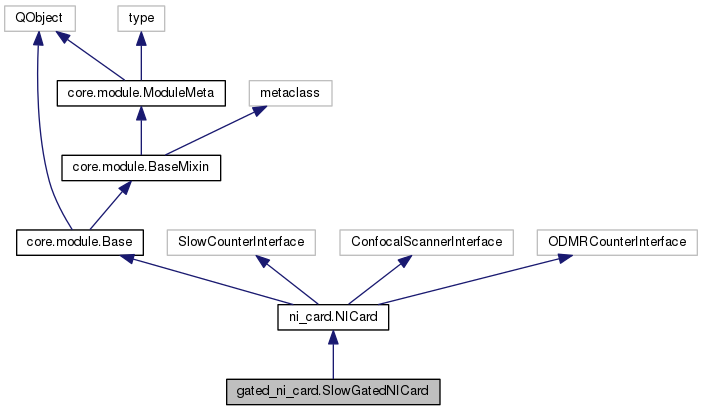 QObject
type
core.module.ModuleMeta
metaclass
core.module.BaseMixin
core.module.Base
SlowCounterInterface
ConfocalScannerInterface
ODMRCounterInterface
ni_card.NICard
gated_ni_card.SlowGatedNICard